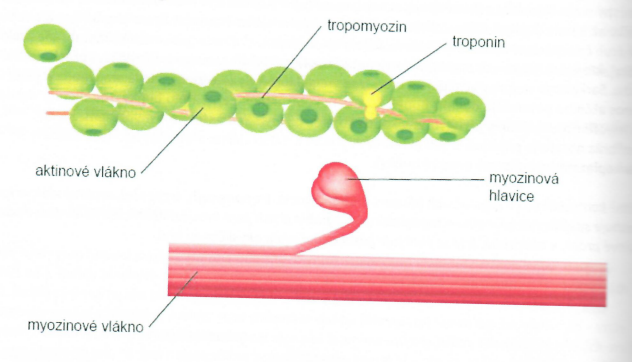 tropomyozin
troponin
aktinové vlákno
myozinová
hlavice
myozinové vlákno